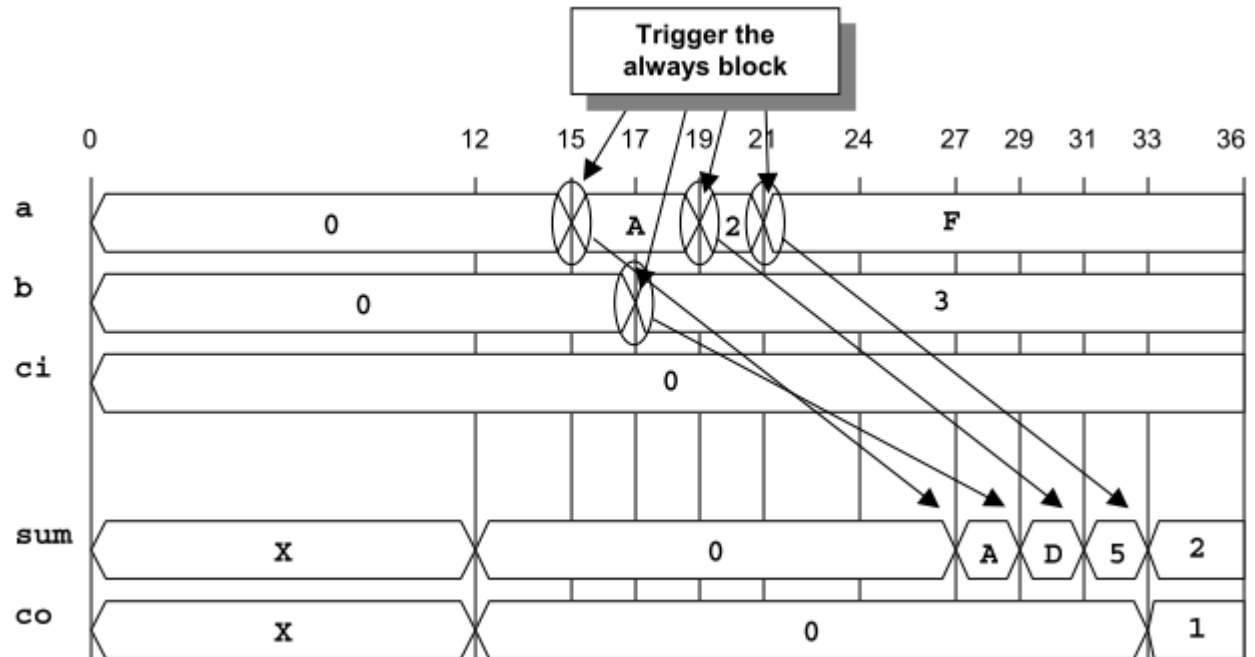 Trigger the
always block
0 12 15 17 19 21 24 27 29 31 33 36
a 0 A 2 F
b 0 3
ci 0
sum X 0 A D 5 2
co X 0 1